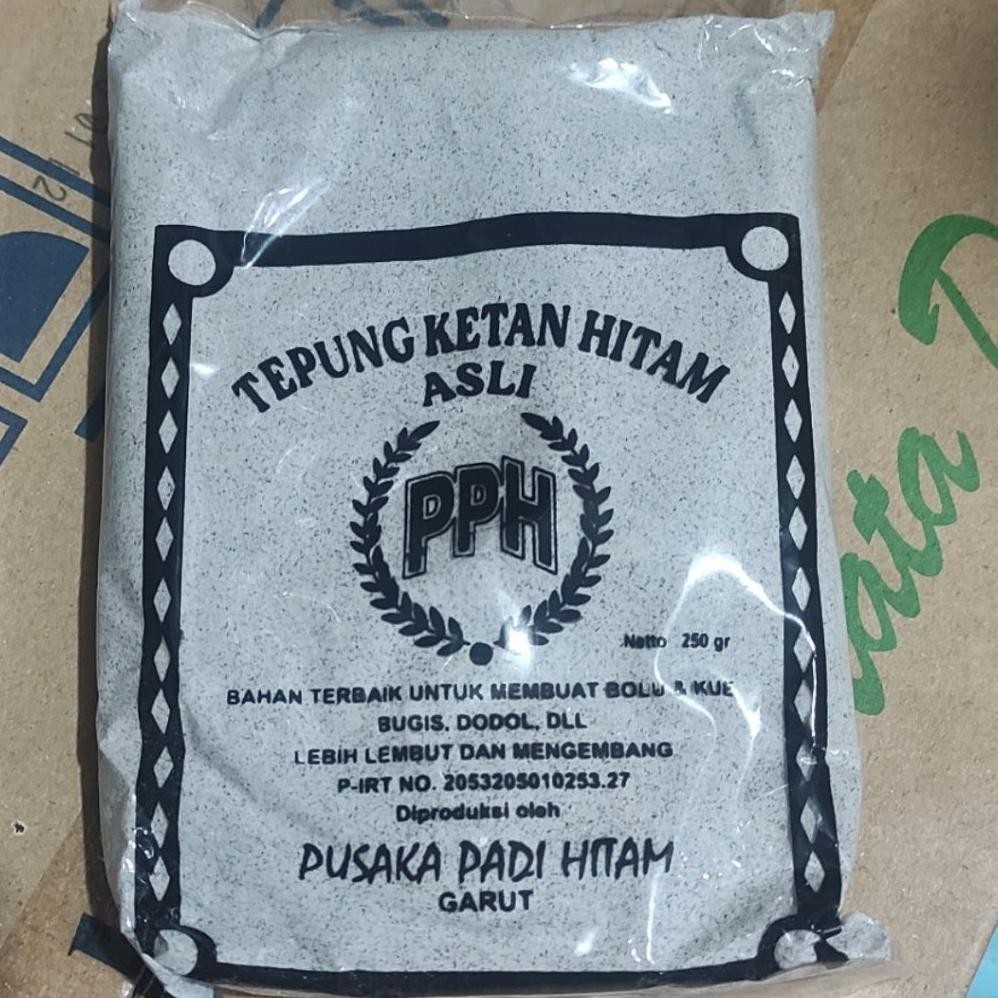 TEPUNG KETAN HITAM
ASLI
PPH
Netto 250 gr
BAHAN TERBAIK UNTUK MEMBUAT BOLU & KUE
BUGIS. DODOL, DLL
LEBIH LEMBUT DAN MENGEMBANG
P-IRT NO. 2053205010253.27
Diproduksi oleh
PUSAKA PADI HITAM
GARUT
ata